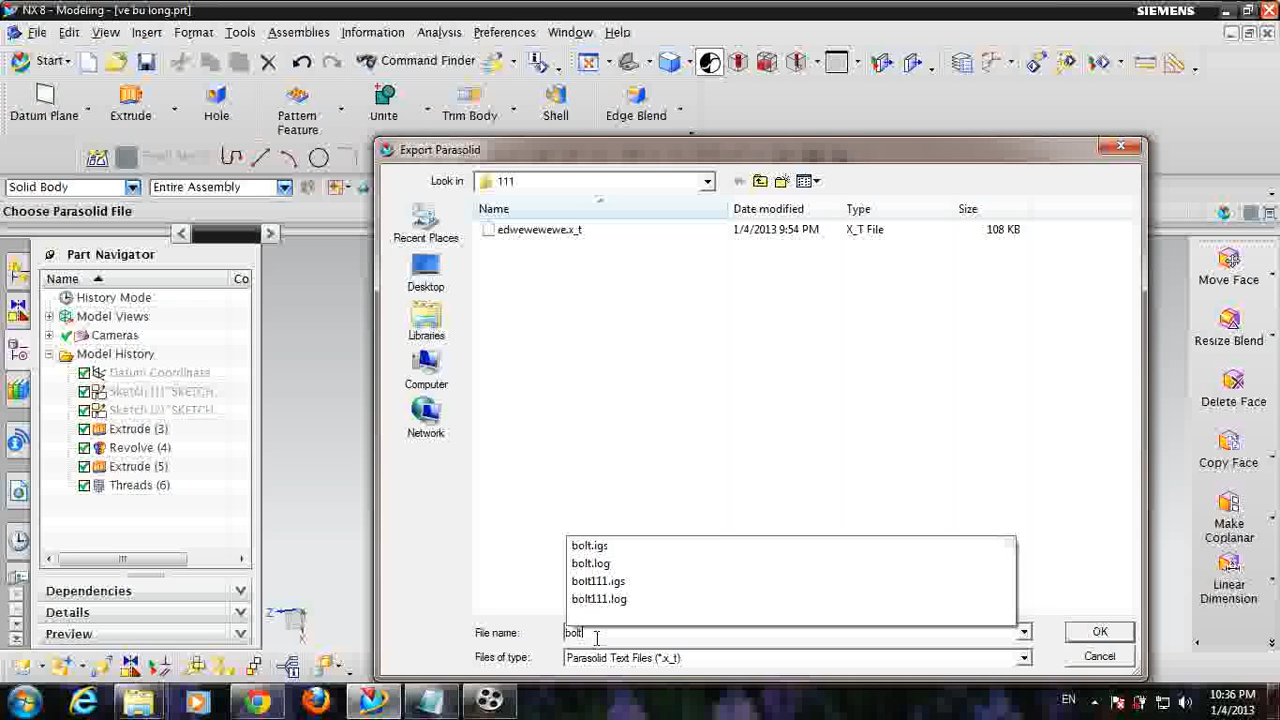 NX 8 - Modeling - [ve bu long.prt]
SIEMENS
File Edit View Insert Format Tools Assemblies Information Analysis Preferences Window Help
Start
Command Finder
Datum Plane
Extrude
Hole
Pattern Feature
Unite
Trim Body
Shell
Edge Blend
Solid Body
Entire Assembly
Choose Parasolid File
Part Navigator
Name
Co
History Mode
Model Views
Cameras
Model History
Datum Coordinate
Extrude (3)
Revolve (4)
Extrude (5)
Threads (6)
Dependencies
Details
Preview
Export Parasolid
Look in
111
Name Date modified Type Size
edwewewewe.x_t 1/4/2013 9:54 PM X_T File 108 KB
Recent Places
Desktop
Libraries
Computer
Network
bolt.igs
bolt.log
bolt111.igs
bolt111.log
File name: bolt
OK
Files of type: Parasolid Text Files (*.x_t)
Cancel
Move Face
Resize Blend
Delete Face
Copy Face
Make Coplanar
Linear Dimension
Z
EN
10:36 PM
1/4/2013